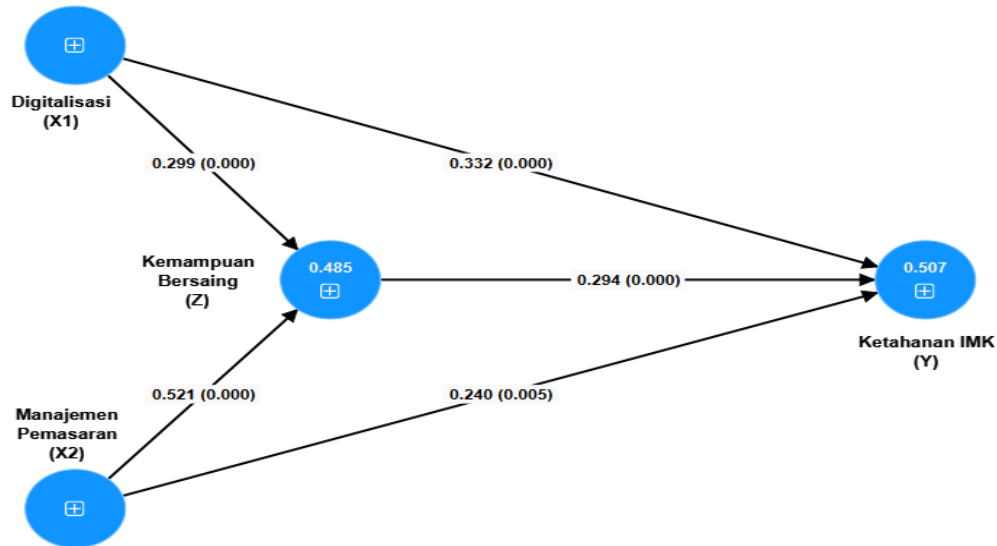 Digitalisasi
(X1)
0.299 (0.000)
0.332 (0.000)
Kemampuan
Bersaing
(Z)
0.485
0.294 (0.000)
0.507
Ketahanan IMK
(Y)
0.521 (0.000)
0.240 (0.005)
Manajemen
Pemasaran
(X2)